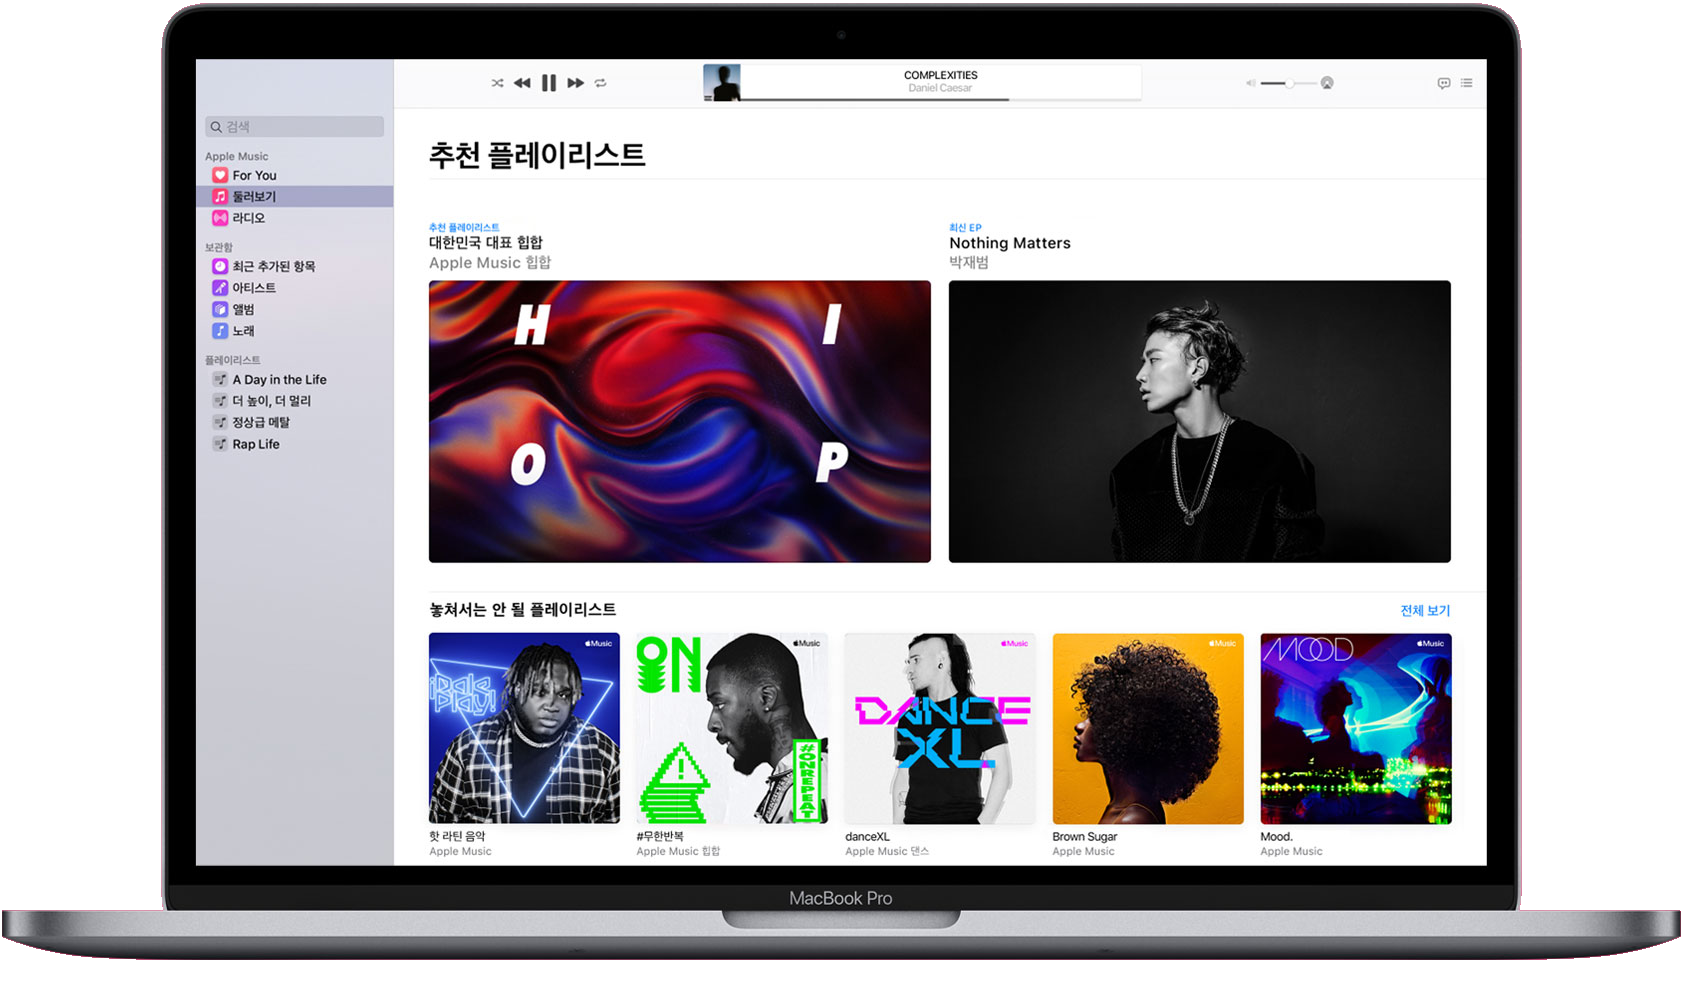 COMPLEXITIES
Daniel Caesar
검색
Apple Music
For You
둘러보기
라디오
보관함
최근 추가된 항목
아티스트
앨범
노래
플레이리스트
A Day in the Life
더 높이, 더 멀리
정상급 메탈
Rap Life
추천 플레이리스트
추천 플레이리스트
대한민국 대표 힙합
Apple Music 힙합
H I
O P
최신 EP
Nothing Matters
박재범
놓쳐서는 안 될 플레이리스트
전체 보기
Music
¡Dale
Play!
핫 라틴 음악
Apple Music
ON
Music
#ONREPEAT
#무한반복
Apple Music 힙합
Music
DANCE
XL
danceXL
Apple Music 댄스
Music
Brown Sugar
Apple Music
MOOD
Music
Mood.
Apple Music
MacBook Pro